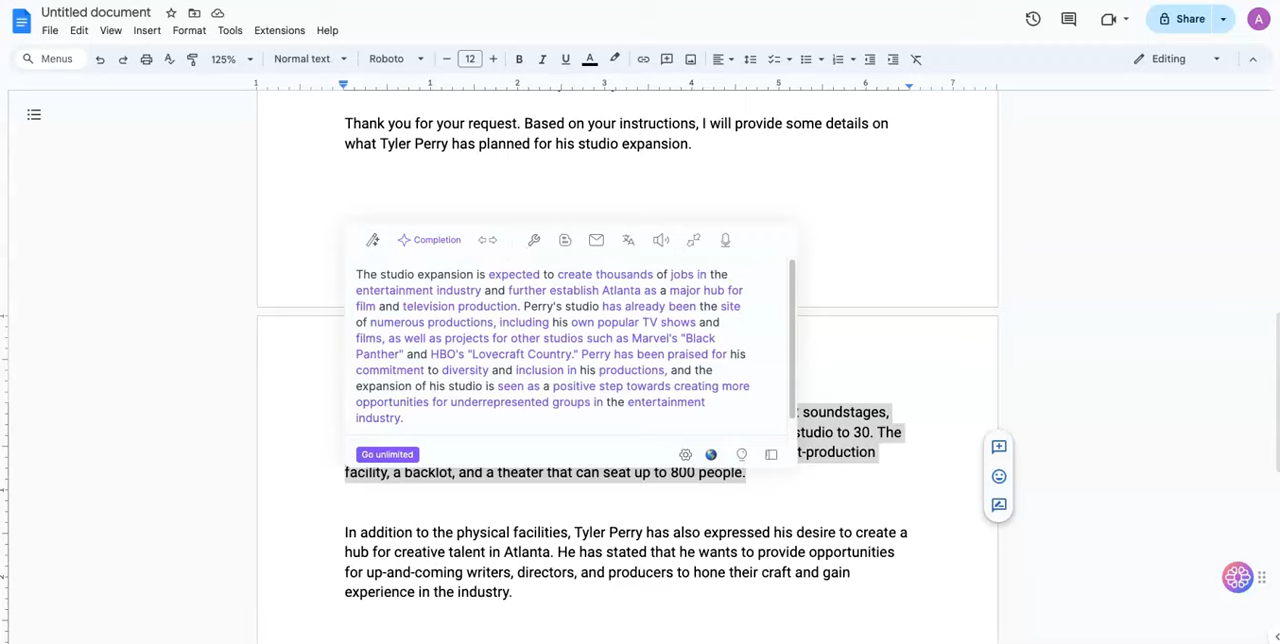 Untitled document
File Edit View Insert Format Tools Extensions Help
Share
A
Menus 125% Normal text Roboto 12 B I U A Editing
1 1 2 3 4 5 6 7
Thank you for your request. Based on your instructions, I will provide some details on
what Tyler Perry has planned for his studio expansion.
Completion
The studio expansion is expected to create thousands of jobs in the
entertainment industry and further establish Atlanta as a major hub for
film and television production. Perry's studio has already been the site
of numerous productions, including his own popular TV shows and
films, as well as projects for other studios such as Marvel's "Black
Panther" and HBO's "Lovecraft Country." Perry has been praised for his
commitment to diversity and inclusion in his productions, and the
expansion of his studio is seen as a positive step towards creating more
opportunities for underrepresented groups in the entertainment
industry.
Go unlimited
soundstages,
studio to 30. The
t-production
facility, a backlot, and a theater that can seat up to 800 people.
In addition to the physical facilities, Tyler Perry has also expressed his desire to create a
hub for creative talent in Atlanta. He has stated that he wants to provide opportunities
for up-and-coming writers, directors, and producers to hone their craft and gain
experience in the industry.